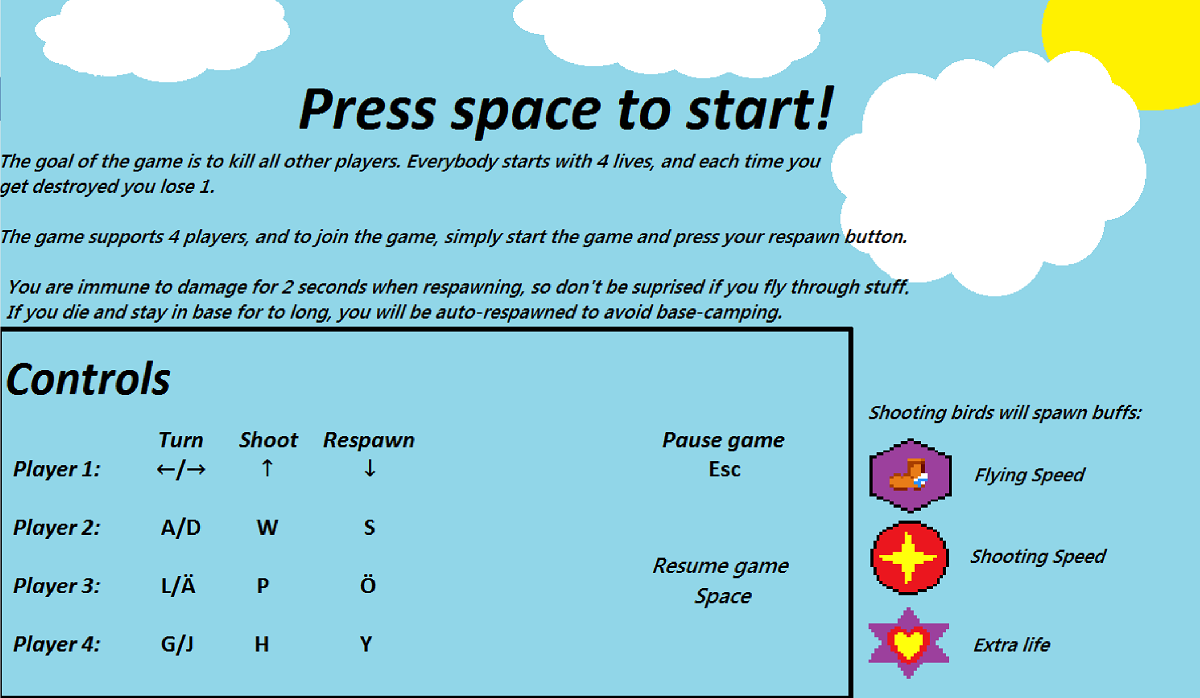 Press space to start!
The goal of the game is to kill all other players. Everybody starts with 4 lives, and each time you
get destroyed you lose 1.
The game supports 4 players, and to join the game, simply start the game and press your respawn button.
You are immune to damage for 2 seconds when respawning, so don't be suprised if you fly through stuff.
If you die and stay in base for to long, you will be auto-respawned to avoid base-camping.
Controls
Turn Shoot Respawn
Player 1: ←/→ ↑ ↓
Player 2: A/D W S
Player 3: L/Ä P Ö
Player 4: G/J H Y
Pause game
Esc
Resume game
Space
Shooting birds will spawn buffs:
Flying Speed
Shooting Speed
Extra life